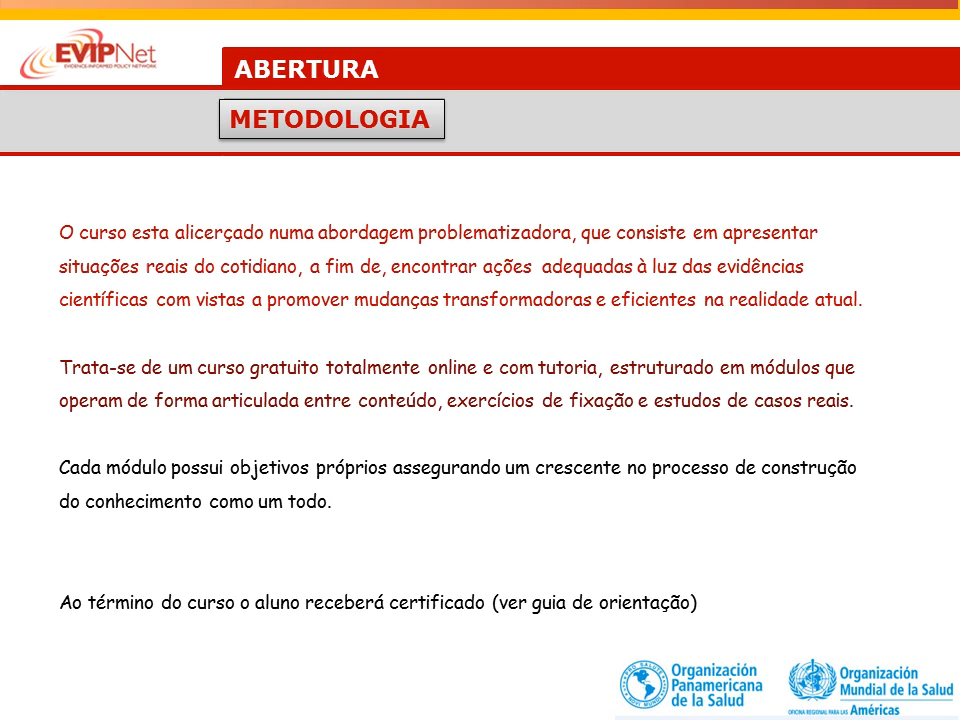 EVIPNet
EVIDENCE-INFORMED POLICY NETWORK
ABERTURA
METODOLOGIA
O curso esta alicerçado numa abordagem problematizadora, que consiste em apresentar
situações reais do cotidiano, a fim de, encontrar ações adequadas à luz das evidências
científicas com vistas a promover mudanças transformadoras e eficientes na realidade atual.
Trata-se de um curso gratuito totalmente online e com tutoria, estruturado em módulos que
operam de forma articulada entre conteúdo, exercícios de fixação e estudos de casos reais.
Cada módulo possui objetivos próprios assegurando um crescente no processo de construção
do conhecimento como um todo.
Ao término do curso o aluno receberá certificado (ver guia de orientação)
PRO SALUTE
NOVI MUNDI
Organización
Panamericana
de la Salud
Organización
Mundial de la Salud
OFICINA REGIONAL PARA LAS Américas